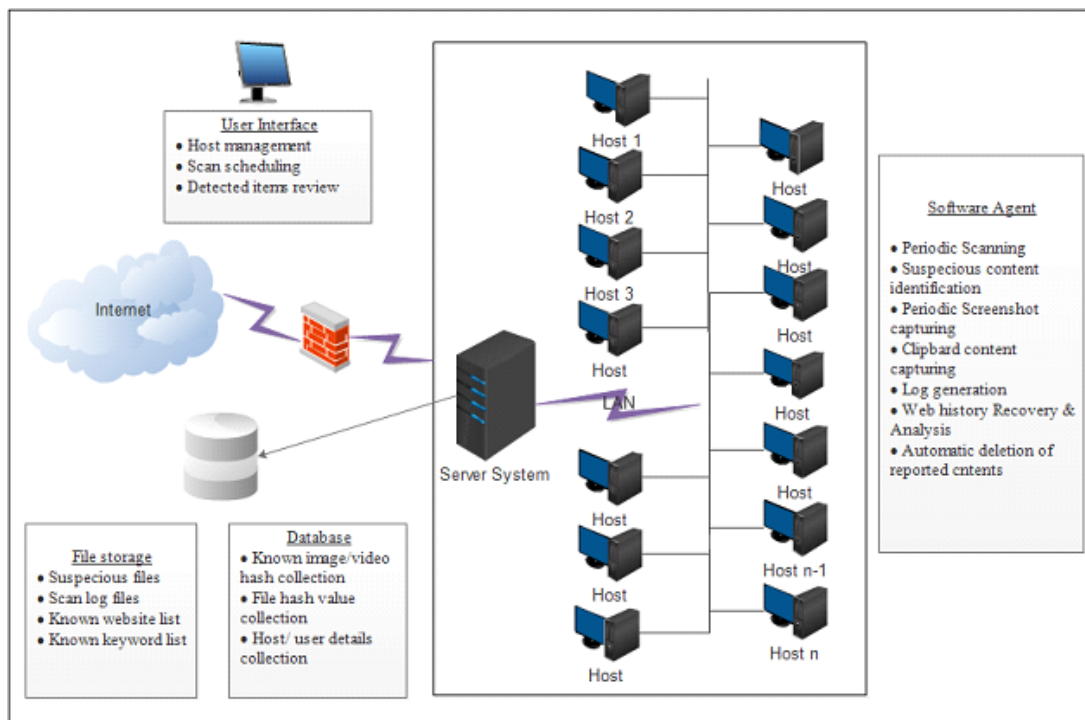 User Interface
● Host management
● Scan scheduling
● Detected items review
Internet
Server System
LAN
Host 1
Host 2
Host 3
Host
Host
Host
Host
Host
Host
Host
Host
Host
Host n-1
Host n
Software Agent
● Periodic Scanning
● Suspecious content
identification
● Periodic Screenshot
capturing
● Clipbard content
capturing
● Log generation
● Web history Recovery &
Analysis
● Automatic deletion of
reported cntents
File storage
● Suspecious files
● Scan log files
● Known website list
● Known keyword list
Database
● Known image/video
hash collection
● File hash value
collection
● Host/ user details
collection